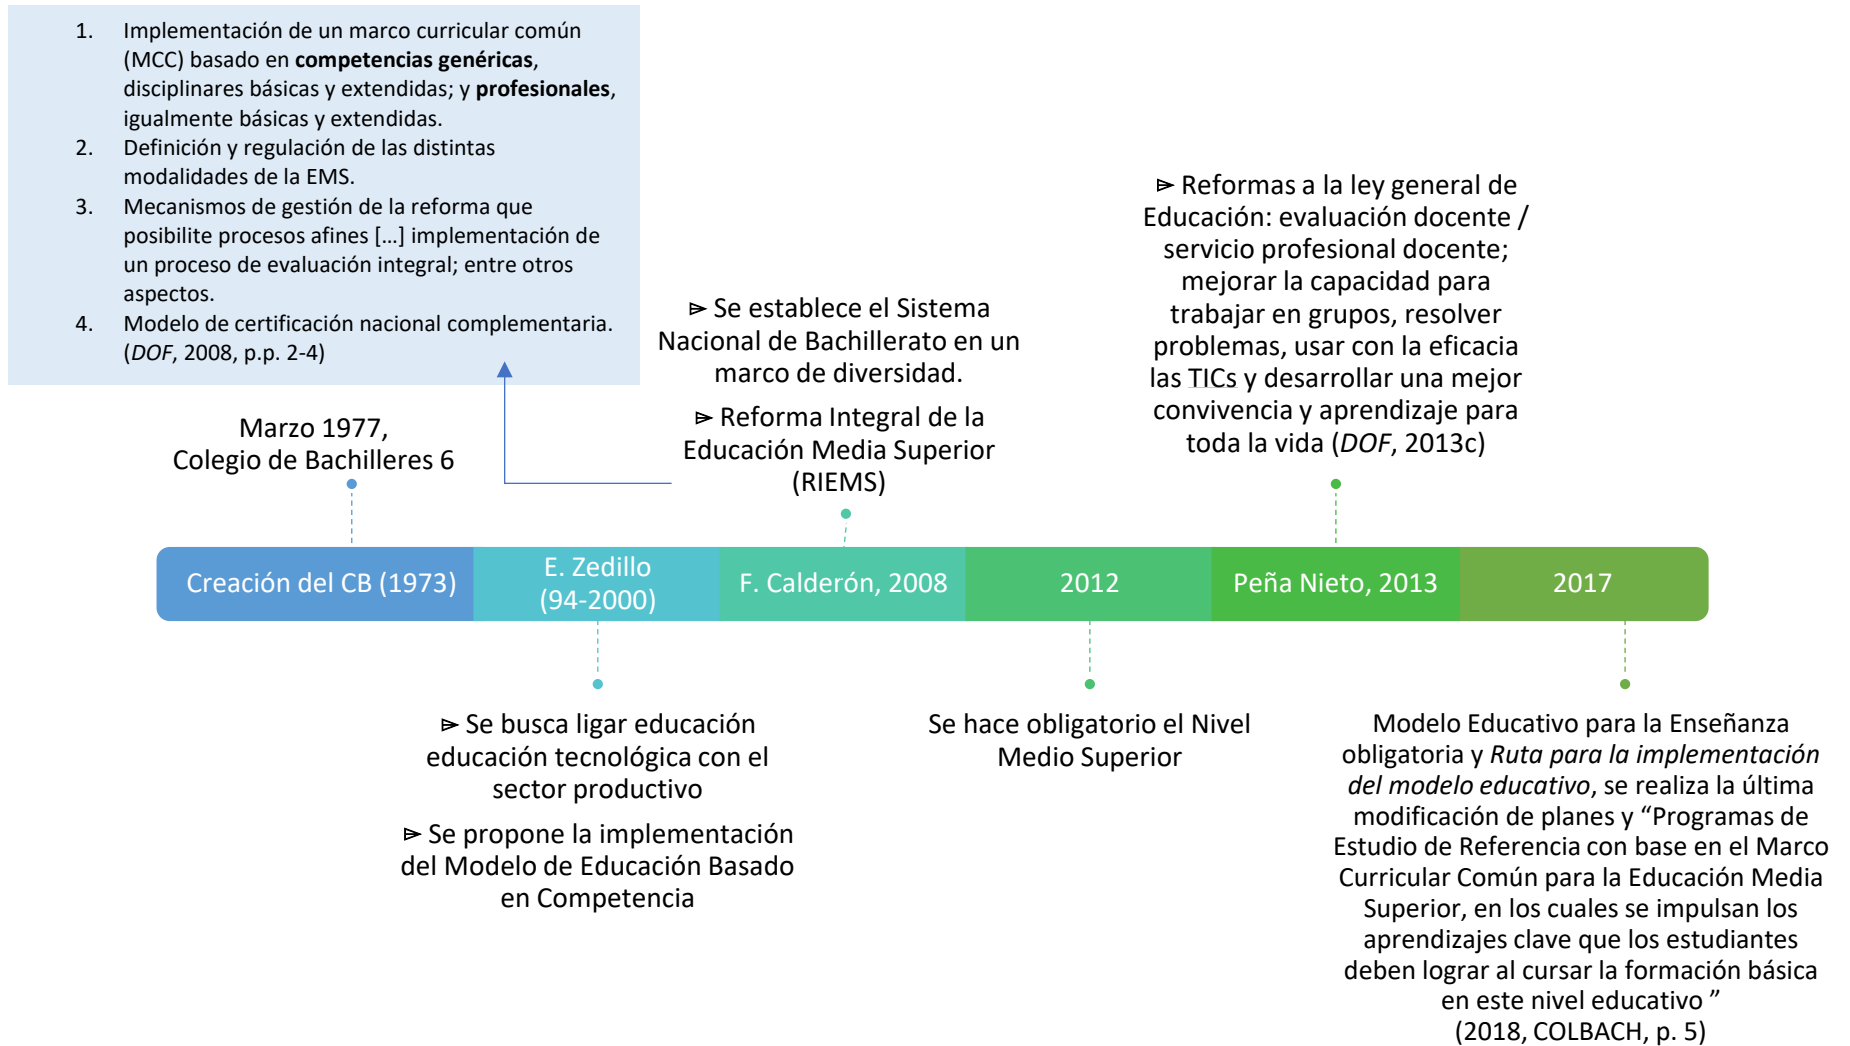 1. Implementación de un marco curricular común
(MCC) basado en competencias genéricas,
disciplinares básicas y extendidas; y profesionales,
igualmente básicas y extendidas.
2. Definición y regulación de las distintas
modalidades de la EMS.
3. Mecanismos de gestión de la reforma que
posibilite procesos afines […] implementación de
un proceso de evaluación integral; entre otros
aspectos.
4. Modelo de certificación nacional complementaria.
(DOF, 2008, p.p. 2-4)
Marzo 1977,
Colegio de Bachilleres 6
⌲ Se establece el Sistema
Nacional de Bachillerato en un
marco de diversidad.
⌲ Reforma Integral de la
Educación Media Superior
(RIEMS)
⌲ Reformas a la ley general de
Educación: evaluación docente /
servicio profesional docente;
mejorar la capacidad para
trabajar en grupos, resolver
problemas, usar con la eficacia
las TICs y desarrollar una mejor
convivencia y aprendizaje para
toda la vida (DOF, 2013c)
Creación del CB (1973)
E. Zedillo
(94-2000)
F. Calderón, 2008
2012
Peña Nieto, 2013
2017
⌲ Se busca ligar educación
educación tecnológica con el
sector productivo
⌲ Se propone la implementación
del Modelo de Educación Basado
en Competencia
Se hace obligatorio el Nivel
Medio Superior
Modelo Educativo para la Enseñanza
obligatoria y Ruta para la implementación
del modelo educativo, se realiza la última
modificación de planes y “Programas de
Estudio de Referencia con base en el Marco
Curricular Común para la Educación Media
Superior, en los cuales se impulsan los
aprendizajes clave que los estudiantes
deben lograr al cursar la formación básica
en este nivel educativo ”
(2018, COLBACH, p. 5)